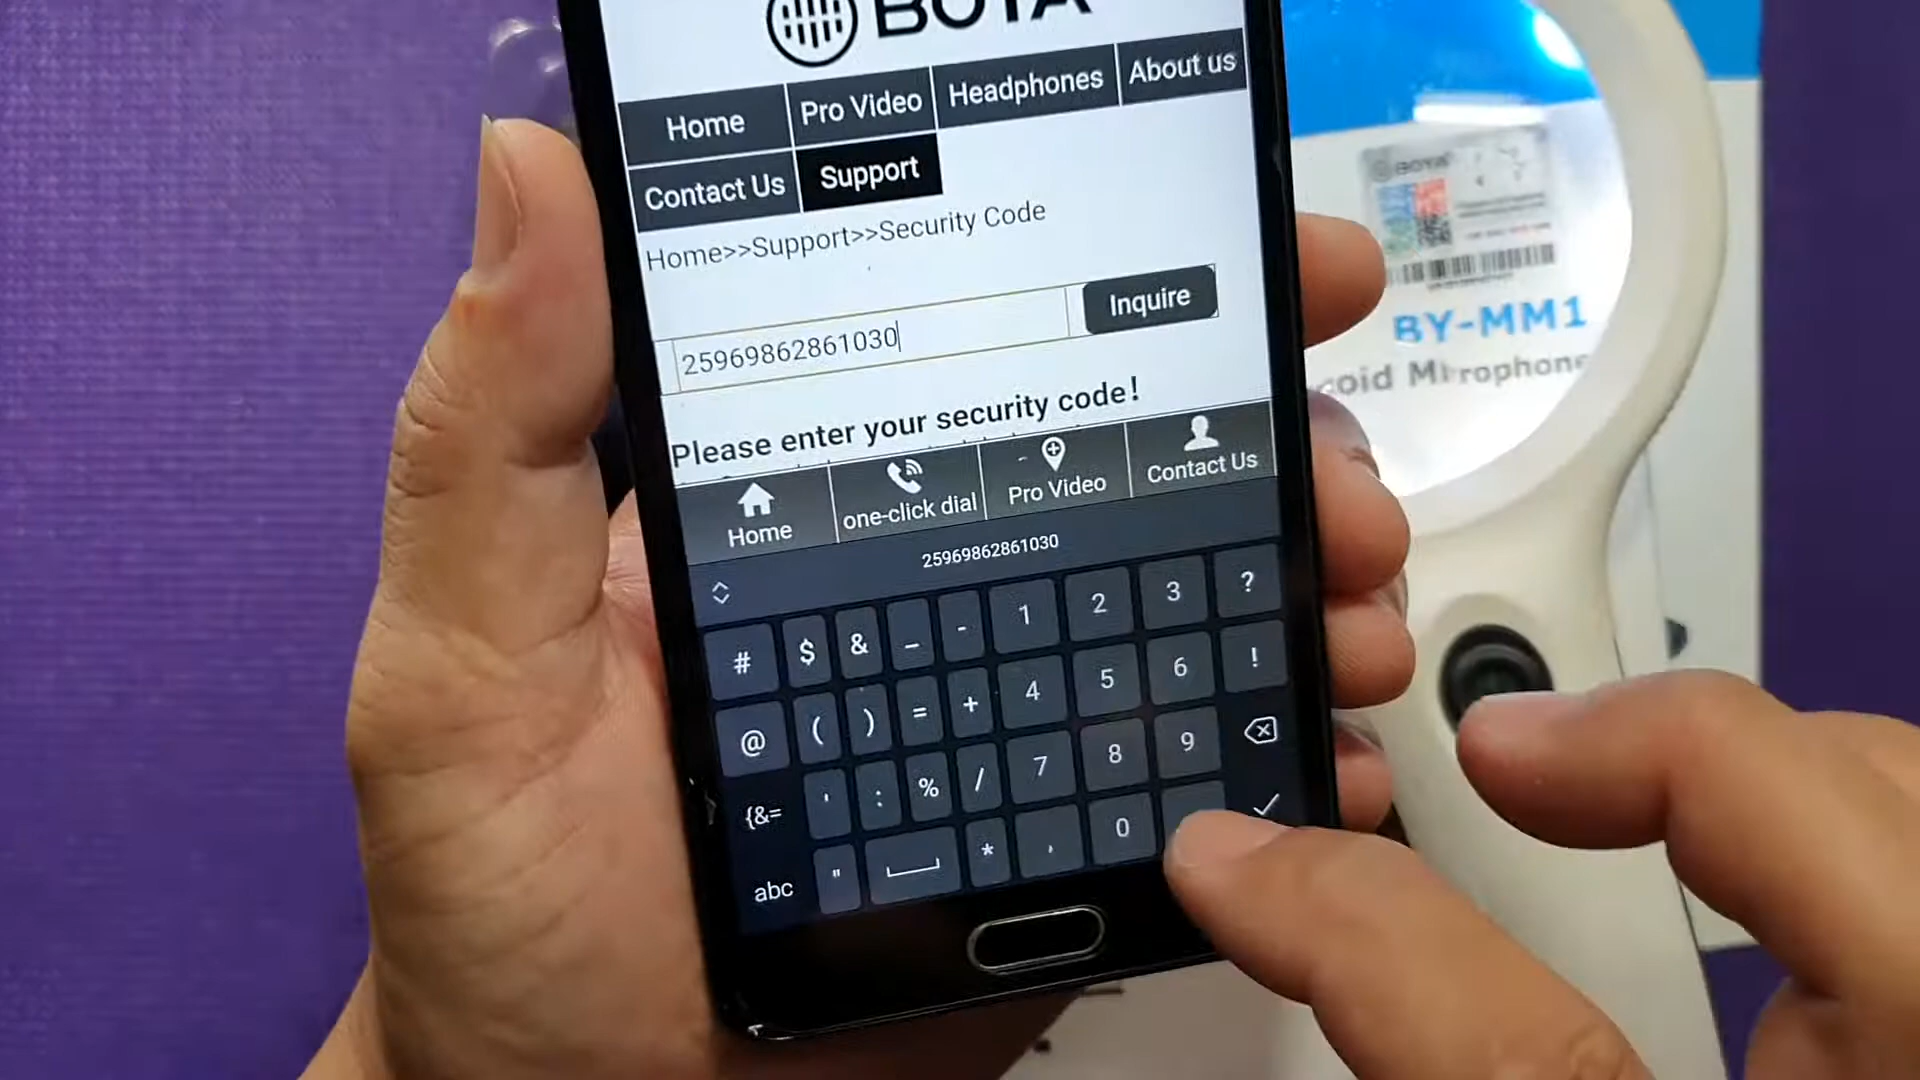 BOYA
Home
Pro Video
Headphones
About us
Contact Us
Support
Home>>Support>>Security Code
25969862861030
Inquire
Please enter your security code!
Home
one-click dial
Pro Video
Contact Us
25969862861030
# $ & _ - 1 2 3 ?
@ ( ) = + 4 5 6 !
{&= ' : % / 7 8 9
abc " * , 0
BOYA
BY-MM1